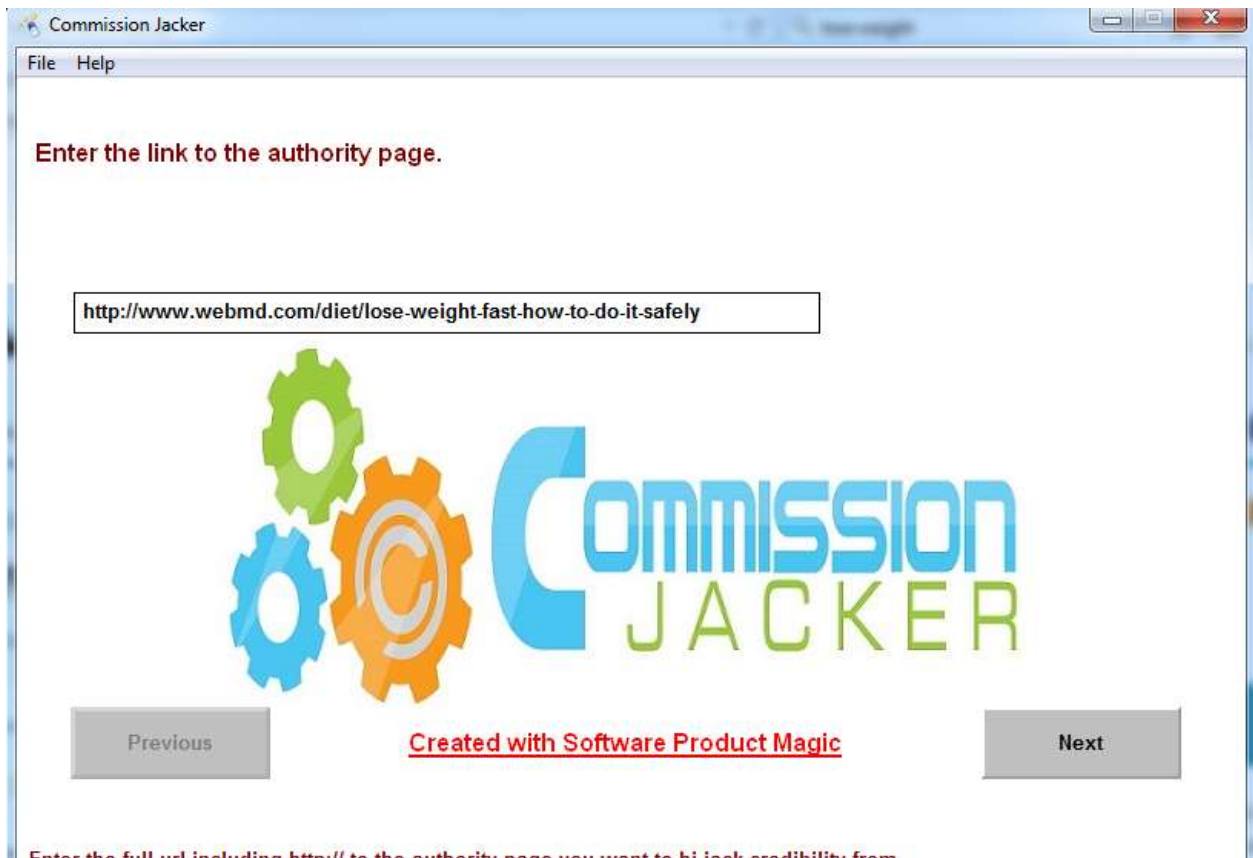 Commission Jacker
lose weight
File Help
Enter the link to the authority page.
http://www.webmd.com/diet/lose-weight-fast-how-to-do-it-safely
COMMISSION
JACKER
Previous
Created with Software Product Magic
Next
Enter the full url including http:// to the authority page you want to hi-jack credibility from